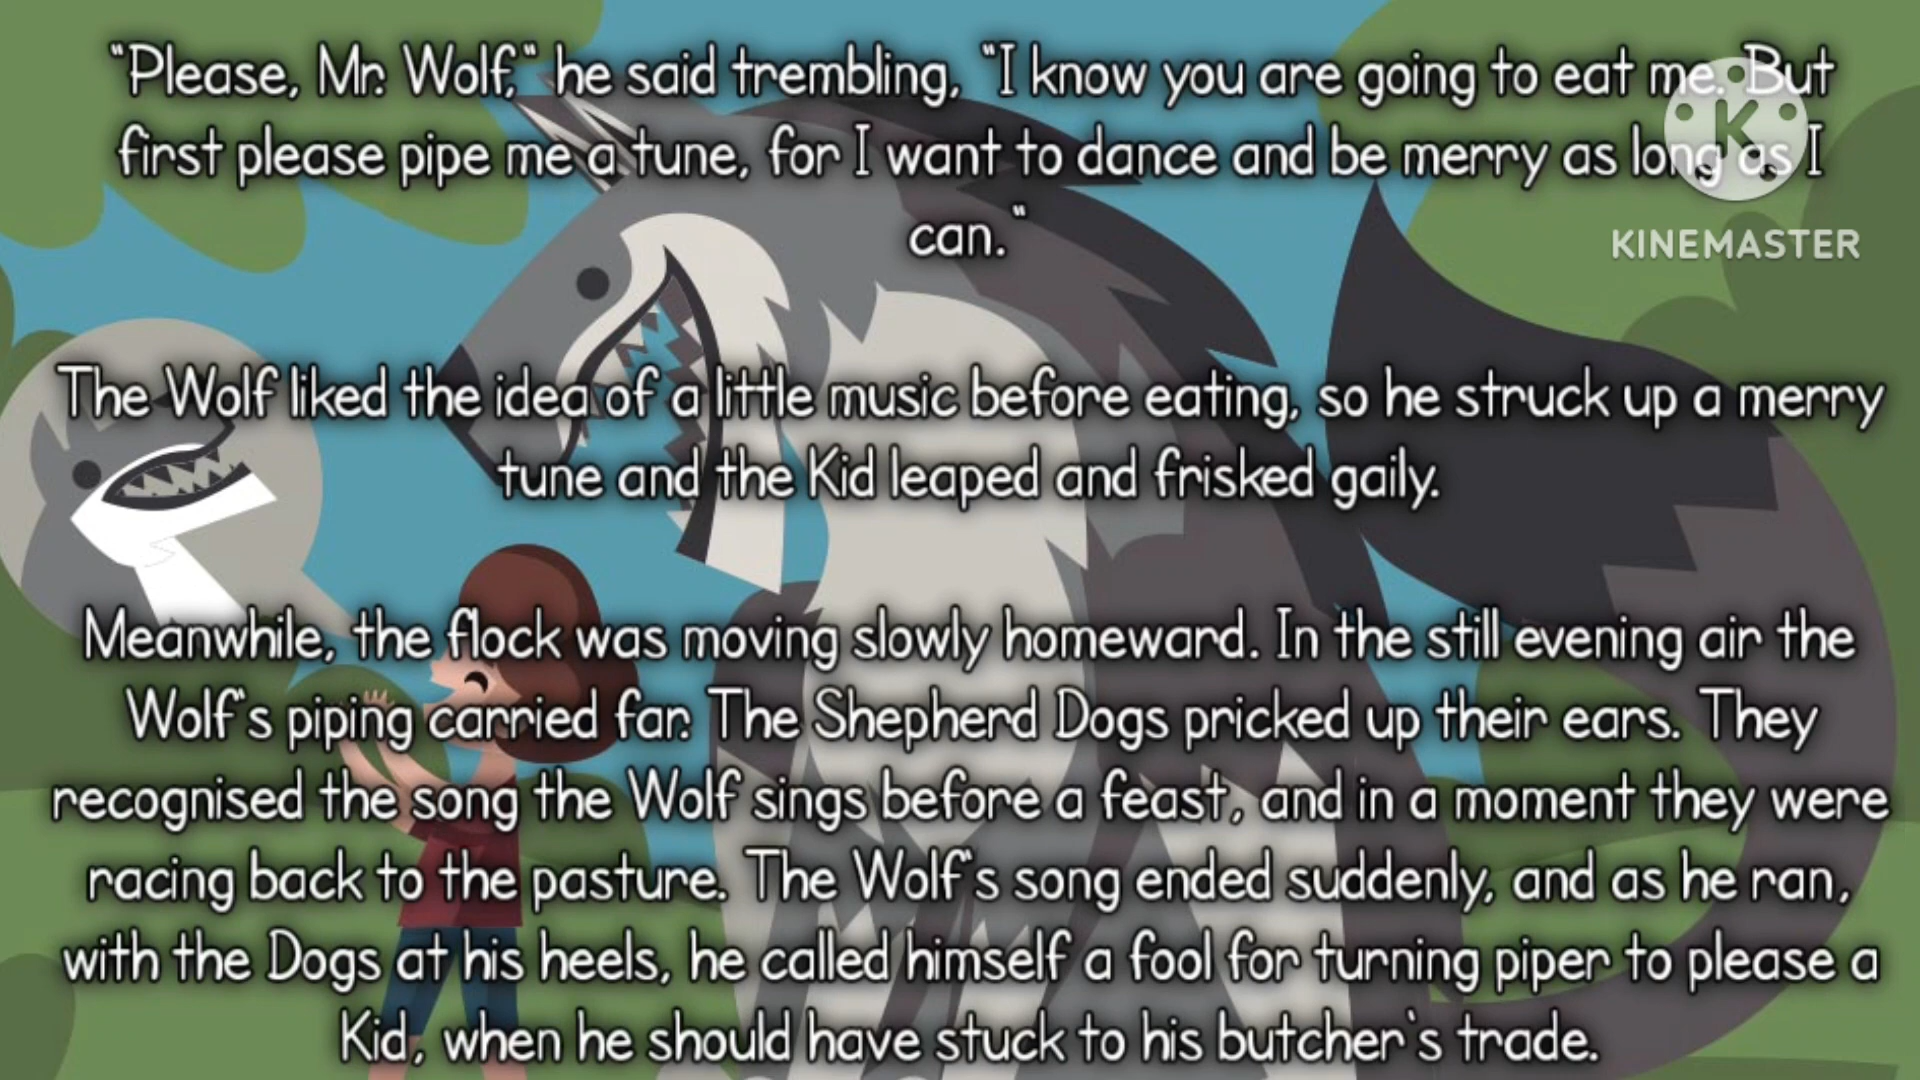 "Please, Mr. Wolf," he said trembling, "I know you are going to eat me. But
first please pipe me a tune, for I want to dance and be merry as long as I
can."
K
KINEMASTER
The Wolf liked the idea of a little music before eating, so he struck up a merry
tune and the Kid leaped and frisked gaily.
Meanwhile, the flock was moving slowly homeward. In the still evening air the
Wolf's piping carried far. The Shepherd Dogs pricked up their ears. They
recognised the song the Wolf sings before a feast, and in a moment they were
racing back to the pasture. The Wolf's song ended suddenly, and as he ran,
with the Dogs at his heels, he called himself a fool for turning piper to please a
Kid, when he should have stuck to his butcher's trade.